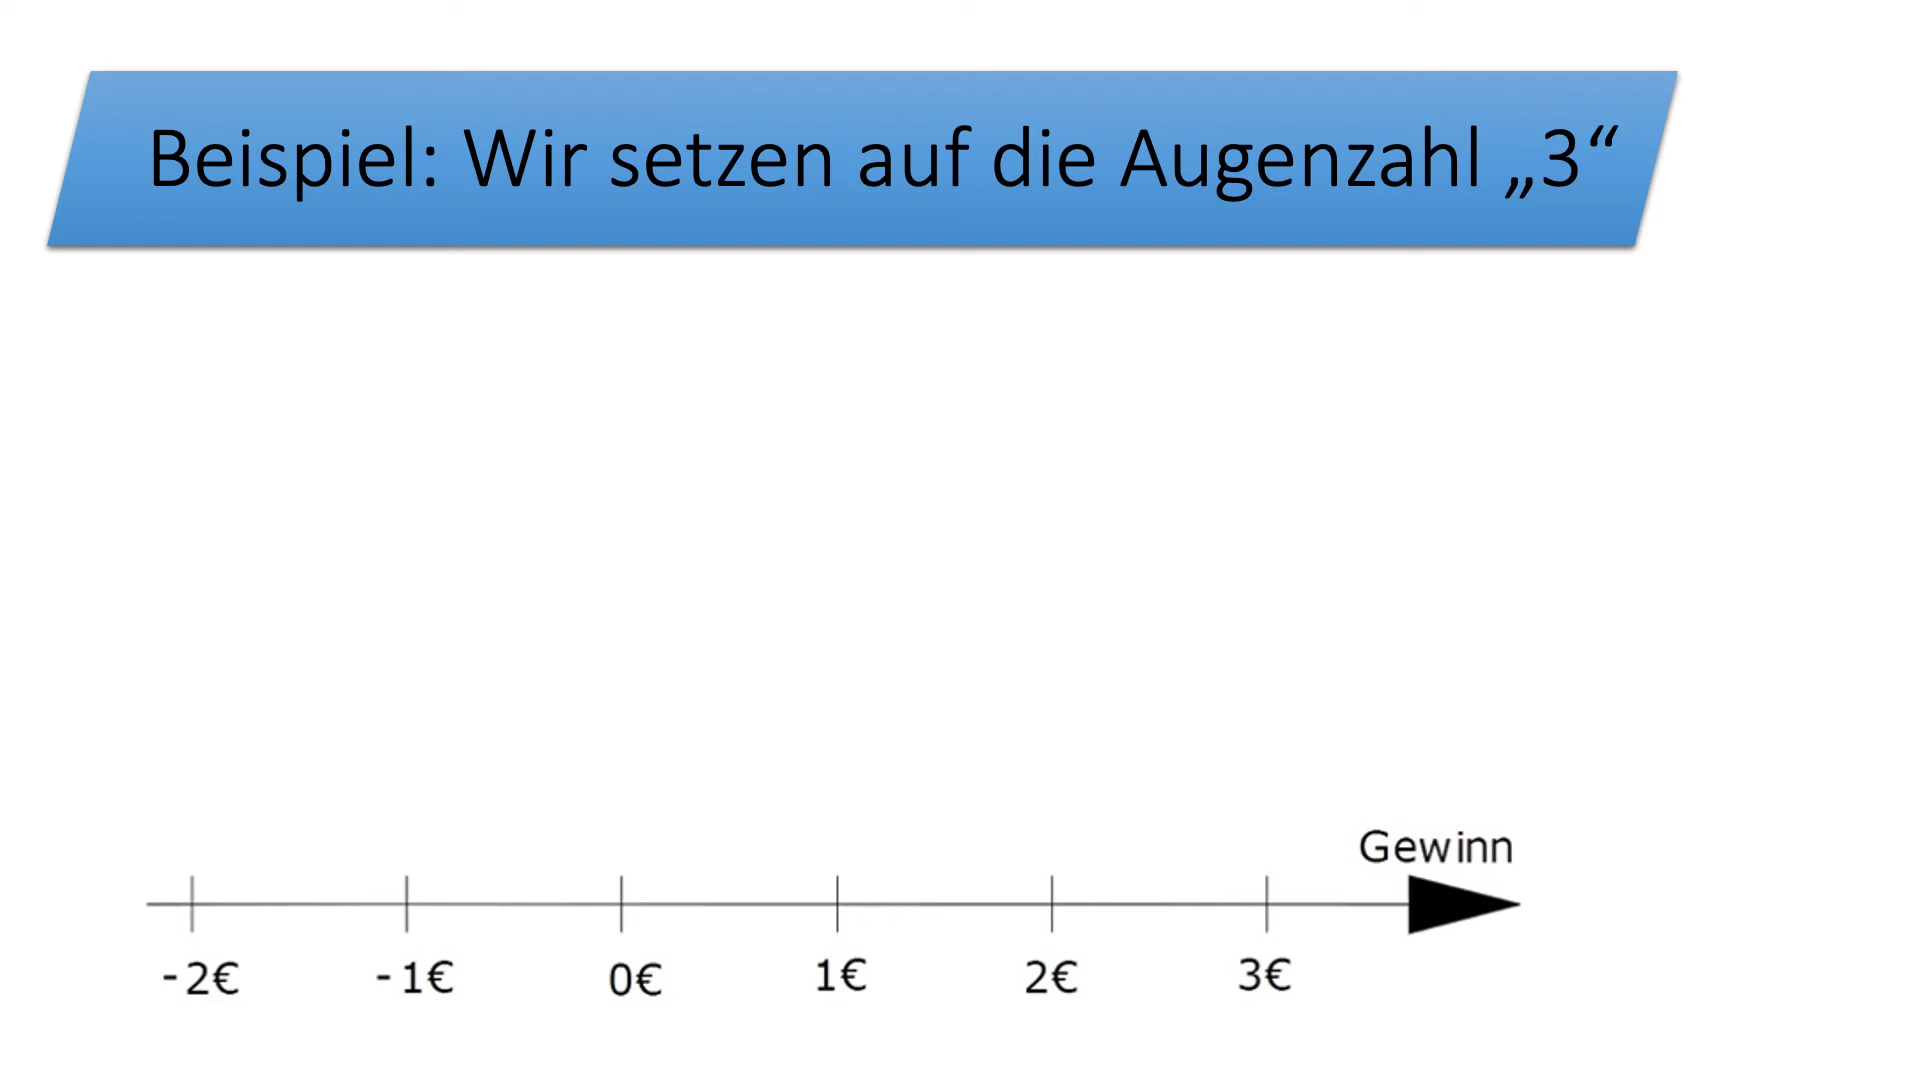 Beispiel: Wir setzen auf die Augenzahl „3“
Gewinn
-2€ -1€ 0€ 1€ 2€ 3€